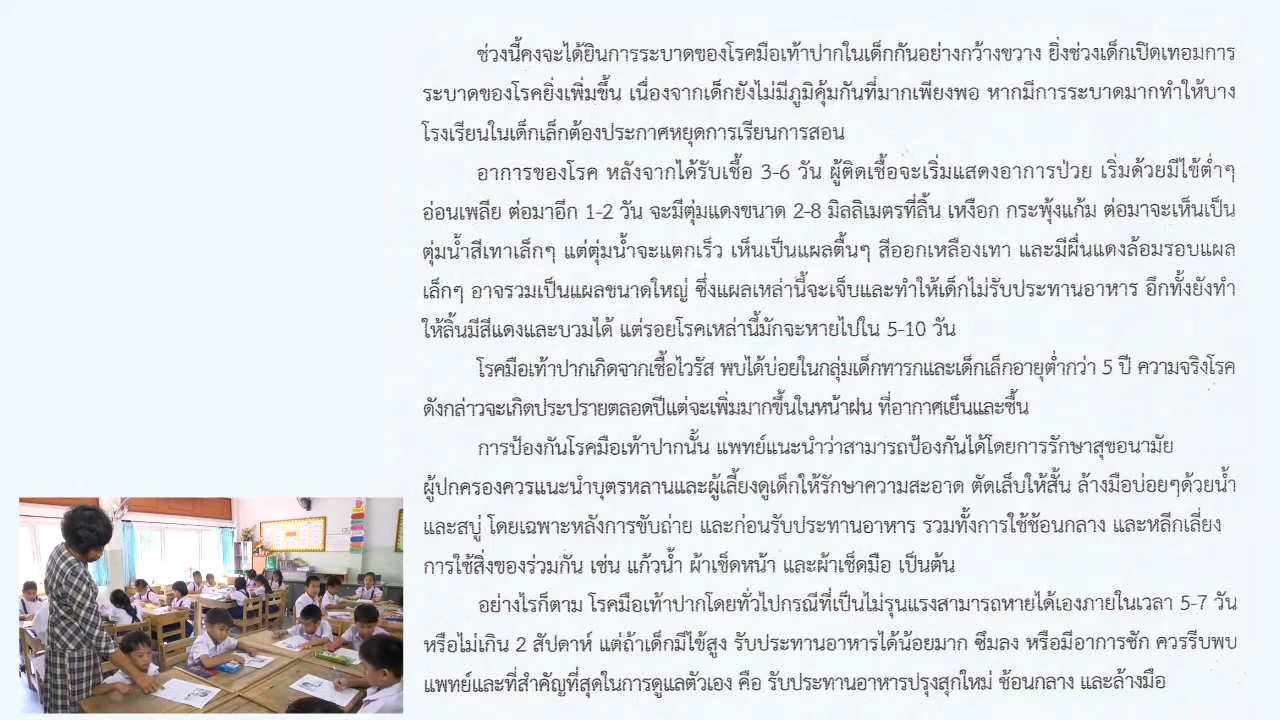 ช่วงนี้คงจะได้ยินการระบาดของโรคมือเท้าปากในเด็กกันอย่างกว้างขวาง ยิ่งช่วงเด็กเปิดเทอมการ
ระบาดของโรคยิ่งเพิ่มขึ้น เนื่องจากเด็กยังไม่มีภูมิคุ้มกันที่มากเพียงพอ หากมีการระบาดมากทำให้บาง
โรงเรียนในเด็กเล็กต้องประกาศหยุดการเรียนการสอน
อาการของโรค หลังจากได้รับเชื้อ 3-6 วัน ผู้ติดเชื้อจะเริ่มแสดงอาการป่วย เริ่มด้วยมีไข้ต่ำๆ
อ่อนเพลีย ต่อมาอีก 1-2 วัน จะมีตุ่มแดงขนาด 2-8 มิลลิเมตรที่ลิ้น เหงือก กระพุ้งแก้ม ต่อมาจะเห็นเป็น
ตุ่มน้ำสีเทาเล็กๆ แต่ตุ่มน้ำจะแตกเร็ว เห็นเป็นแผลตื้นๆ สีออกเหลืองเทา และมีผื่นแดงล้อมรอบแผล
เล็กๆ อาจรวมเป็นแผลขนาดใหญ่ ซึ่งแผลเหล่านี้จะเจ็บและทำให้เด็กไม่รับประทานอาหาร อีกทั้งยังทำ
ให้ลิ้นมีสีแดงและบวมได้ แต่รอยโรคเหล่านี้มักจะหายไปใน 5-10 วัน
โรคมือเท้าปากเกิดจากเชื้อไวรัส พบได้บ่อยในกลุ่มเด็กทารกและเด็กเล็กอายุต่ำกว่า 5 ปี ความจริงโรค
ดังกล่าวจะเกิดประปรายตลอดปีแต่จะเพิ่มมากขึ้นในหน้าฝน ที่อากาศเย็นและชื้น
การป้องกันโรคมือเท้าปากนั้น แพทย์แนะนำว่าสามารถป้องกันได้โดยการรักษาสุขอนามัย
ผู้ปกครองควรแนะนำบุตรหลานและผู้เลี้ยงดูเด็กให้รักษาความสะอาด ตัดเล็บให้สั้น ล้างมือบ่อยๆด้วยน้ำ
และสบู่ โดยเฉพาะหลังการขับถ่าย และก่อนรับประทานอาหาร รวมทั้งการใช้ช้อนกลาง และหลีกเลี่ยง
การใช้สิ่งของร่วมกัน เช่น แก้วน้ำ ผ้าเช็ดหน้า และผ้าเช็ดมือ เป็นต้น
อย่างไรก็ตาม โรคมือเท้าปากโดยทั่วไปกรณีที่เป็นไม่รุนแรงสามารถหายได้เองภายในเวลา 5-7 วัน
หรือไม่เกิน 2 สัปดาห์ แต่ถ้าเด็กมีไข้สูง รับประทานอาหารได้น้อยมาก ซึมลง หรือมีอาการชัก ควรรีบพบ
แพทย์และที่สำคัญที่สุดในการดูแลตัวเอง คือ รับประทานอาหารปรุงสุกใหม่ ช้อนกลาง และล้างมือ